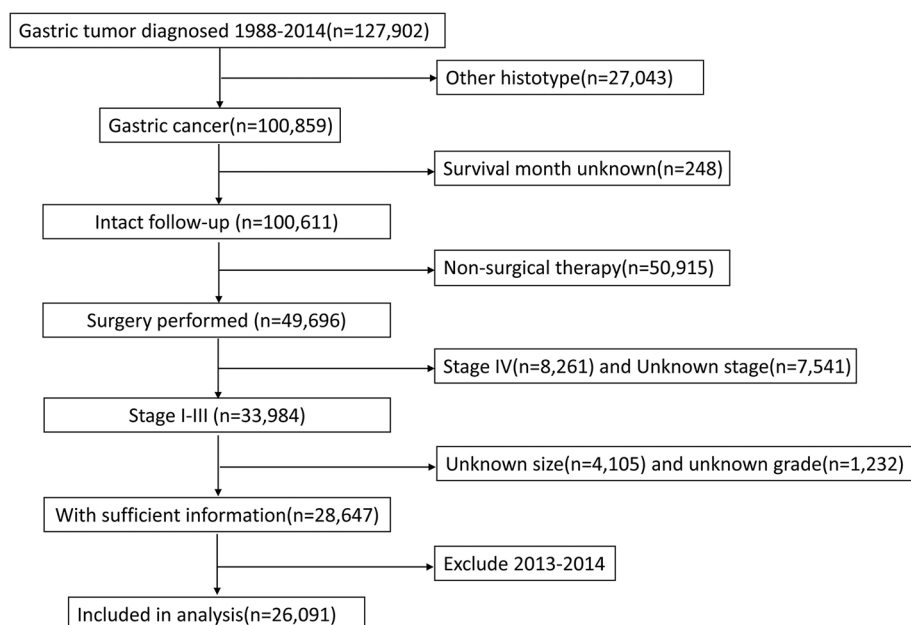 Gastric tumor diagnosed 1988-2014(n=127,902)
Other histotype(n=27,043)
Gastric cancer(n=100,859)
Survival month unknown(n=248)
Intact follow-up (n=100,611)
Non-surgical therapy(n=50,915)
Surgery performed (n=49,696)
Stage IV(n=8,261) and Unknown stage(n=7,541)
Stage I-III (n=33,984)
Unknown size(n=4,105) and unknown grade(n=1,232)
With sufficient information(n=28,647)
Exclude 2013-2014
Included in analysis(n=26,091)